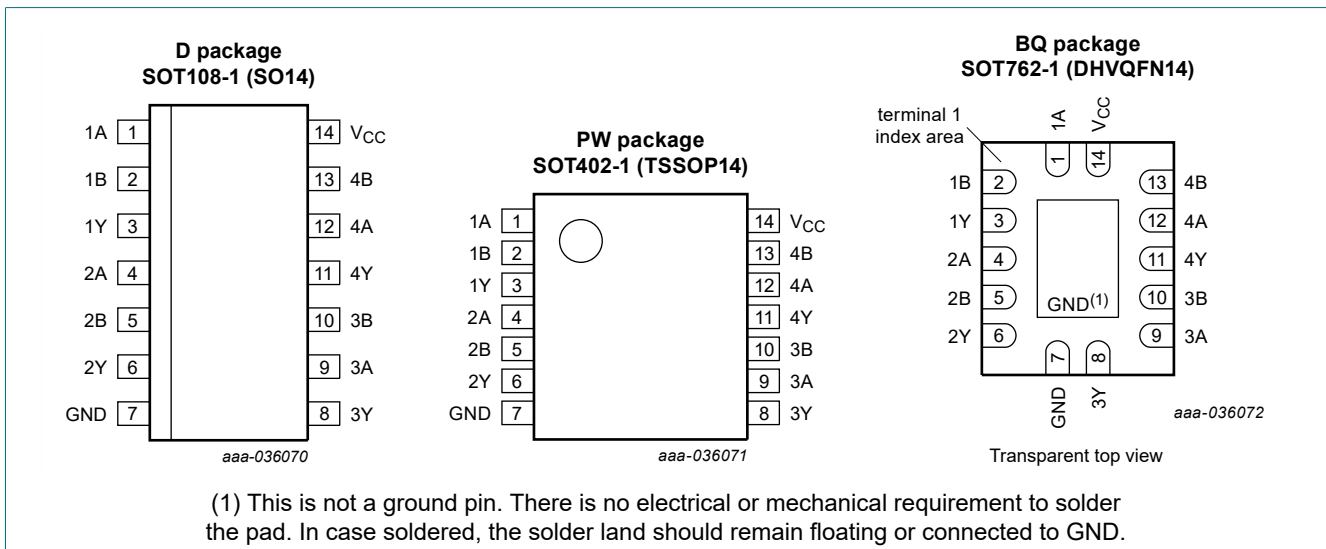 D package
SOT108-1 (SO14)
1A 1
14 VCC
1B 2
13 4B
1Y 3
12 4A
2A 4
11 4Y
2B 5
10 3B
2Y 6
9 3A
GND 7
8 3Y
aaa-036070
PW package
SOT402-1 (TSSOP14)
1A 1
14 VCC
1B 2
13 4B
1Y 3
12 4A
2A 4
11 4Y
2B 5
10 3B
2Y 6
9 3A
GND 7
8 3Y
aaa-036071
BQ package
SOT762-1 (DHVQFN14)
terminal 1
index area
1A
VCC
1
14
1B 2
13 4B
1Y 3
12 4A
2A 4
11 4Y
2B 5
10 3B
GND(1)
2Y 6
9 3A
7
8
GND
3Y
aaa-036072
Transparent top view
(1) This is not a ground pin. There is no electrical or mechanical requirement to solder
the pad. In case soldered, the solder land should remain floating or connected to GND.